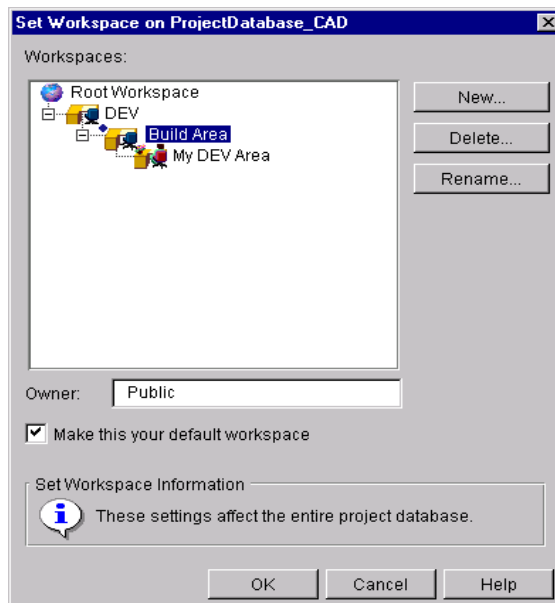 Set Workspace on ProjectDatabase_CAD
Workspaces:
Root Workspace
DEV
Build Area
My DEV Area
New...
Delete...
Rename...
Owner: Public
Make this your default workspace
Set Workspace Information
These settings affect the entire project database.
OK Cancel Help